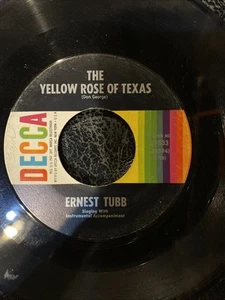 THE
YELLOW ROSE OF TEXAS
(Don George)
DECCA
ERNEST TUBB
Singing With
Instrumental Accompaniment